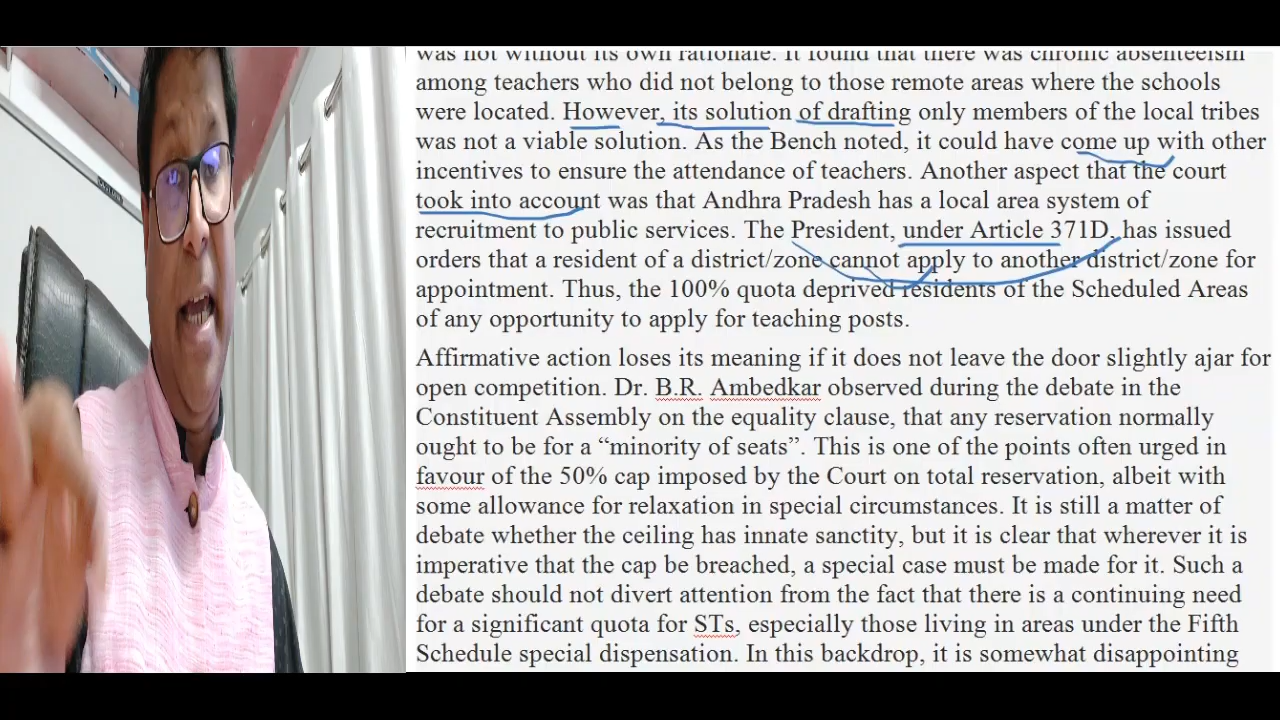 was not without its own rationale. It found that there was chronic absenteeism
among teachers who did not belong to those remote areas where the schools
were located. However, its solution of drafting only members of the local tribes
was not a viable solution. As the Bench noted, it could have come up with other
incentives to ensure the attendance of teachers. Another aspect that the court
took into account was that Andhra Pradesh has a local area system of
recruitment to public services. The President, under Article 371D, has issued
orders that a resident of a district/zone cannot apply to another district/zone for
appointment. Thus, the 100% quota deprived residents of the Scheduled Areas
of any opportunity to apply for teaching posts.
Affirmative action loses its meaning if it does not leave the door slightly ajar for
open competition. Dr. B.R. Ambedkar observed during the debate in the
Constituent Assembly on the equality clause, that any reservation normally
ought to be for a “minority of seats”. This is one of the points often urged in
favour of the 50% cap imposed by the Court on total reservation, albeit with
some allowance for relaxation in special circumstances. It is still a matter of
debate whether the ceiling has innate sanctity, but it is clear that wherever it is
imperative that the cap be breached, a special case must be made for it. Such a
debate should not divert attention from the fact that there is a continuing need
for a significant quota for STs, especially those living in areas under the Fifth
Schedule special dispensation. In this backdrop, it is somewhat disappointing